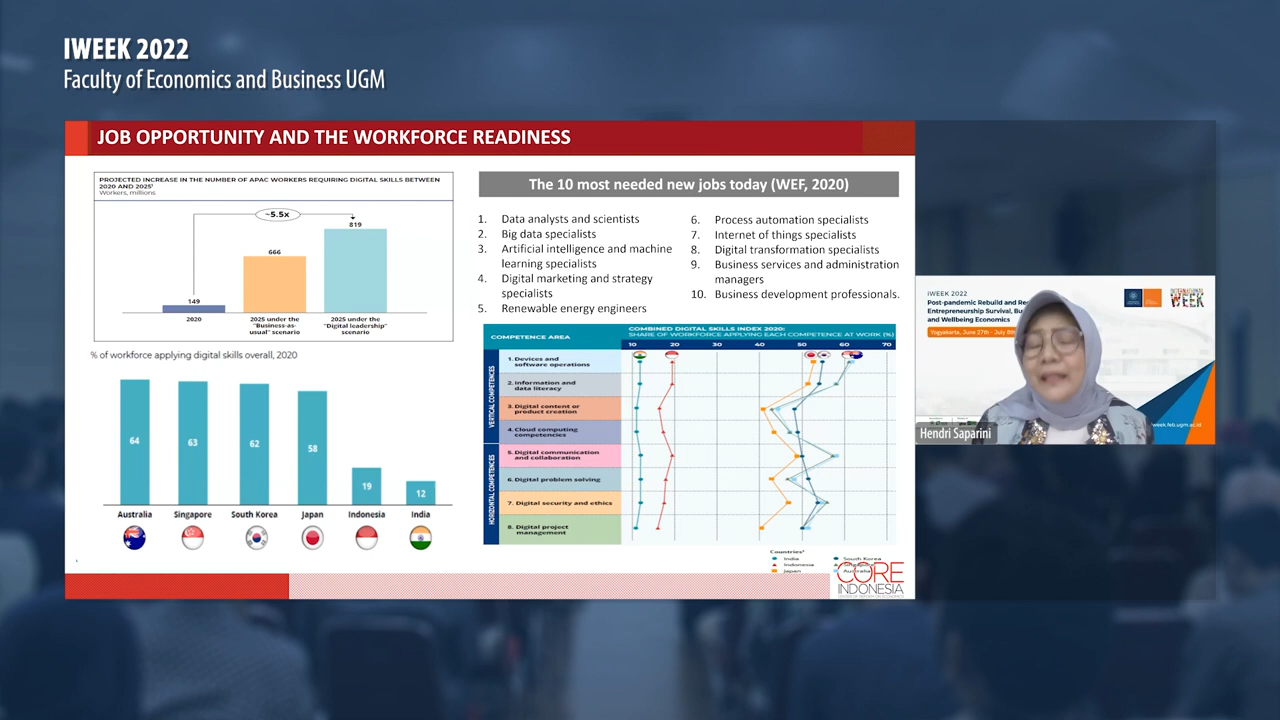 IWEEK 2022
Faculty of Economics and Business UGM
JOB OPPORTUNITY AND THE WORKFORCE READINESS
PROJECTED INCREASE IN THE NUMBER OF APAC WORKERS REQUIRING DIGITAL SKILLS BETWEEN
2020 AND 2025¹
Workers, millions
~5.5x
819
666
149
2020
2025 under the
"Business-as-
usual" scenario
2025 under the
"Digital leadership"
scenario
% of workforce applying digital skills overall, 2020
64
63
62
58
19
12
Australia
Singapore
South Korea
Japan
Indonesia
India
The 10 most needed new jobs today (WEF, 2020)
1. Data analysts and scientists
2. Big data specialists
3. Artificial intelligence and machine
learning specialists
4. Digital marketing and strategy
specialists
5. Renewable energy engineers
6. Process automation specialists
7. Internet of things specialists
8. Digital transformation specialists
9. Business services and administration
managers
10. Business development professionals.
COMPETENCE AREA
COMBINED DIGITAL SKILLS INDEX 2020:
SHARE OF WORKFORCE APPLYING EACH COMPETENCE AT WORK (%)
10 20 30 40 50 60 70
VERTICAL COMPETENCES
1. Devices and
software operations
2. Information and
data literacy
3. Digital content or
product creation
4. Cloud computing
competencies
HORIZONTAL COMPETENCES
5. Digital communication
and collaboration
6. Digital problem solving
7. Digital security and ethics
8. Digital project
management
Countries¹
India
Indonesia
Japan
South Korea
Australia
CORE
INDONESIA
iWEEK 2022
Post-pandemic Rebuild and
Entrepreneurship Survival,
and Wellbeing Economics
Yogyakarta, June 27th - July 8th
INTERNATIONAL
WEEK
iweek.feb.ugm.ac.id
Hendri Saparini